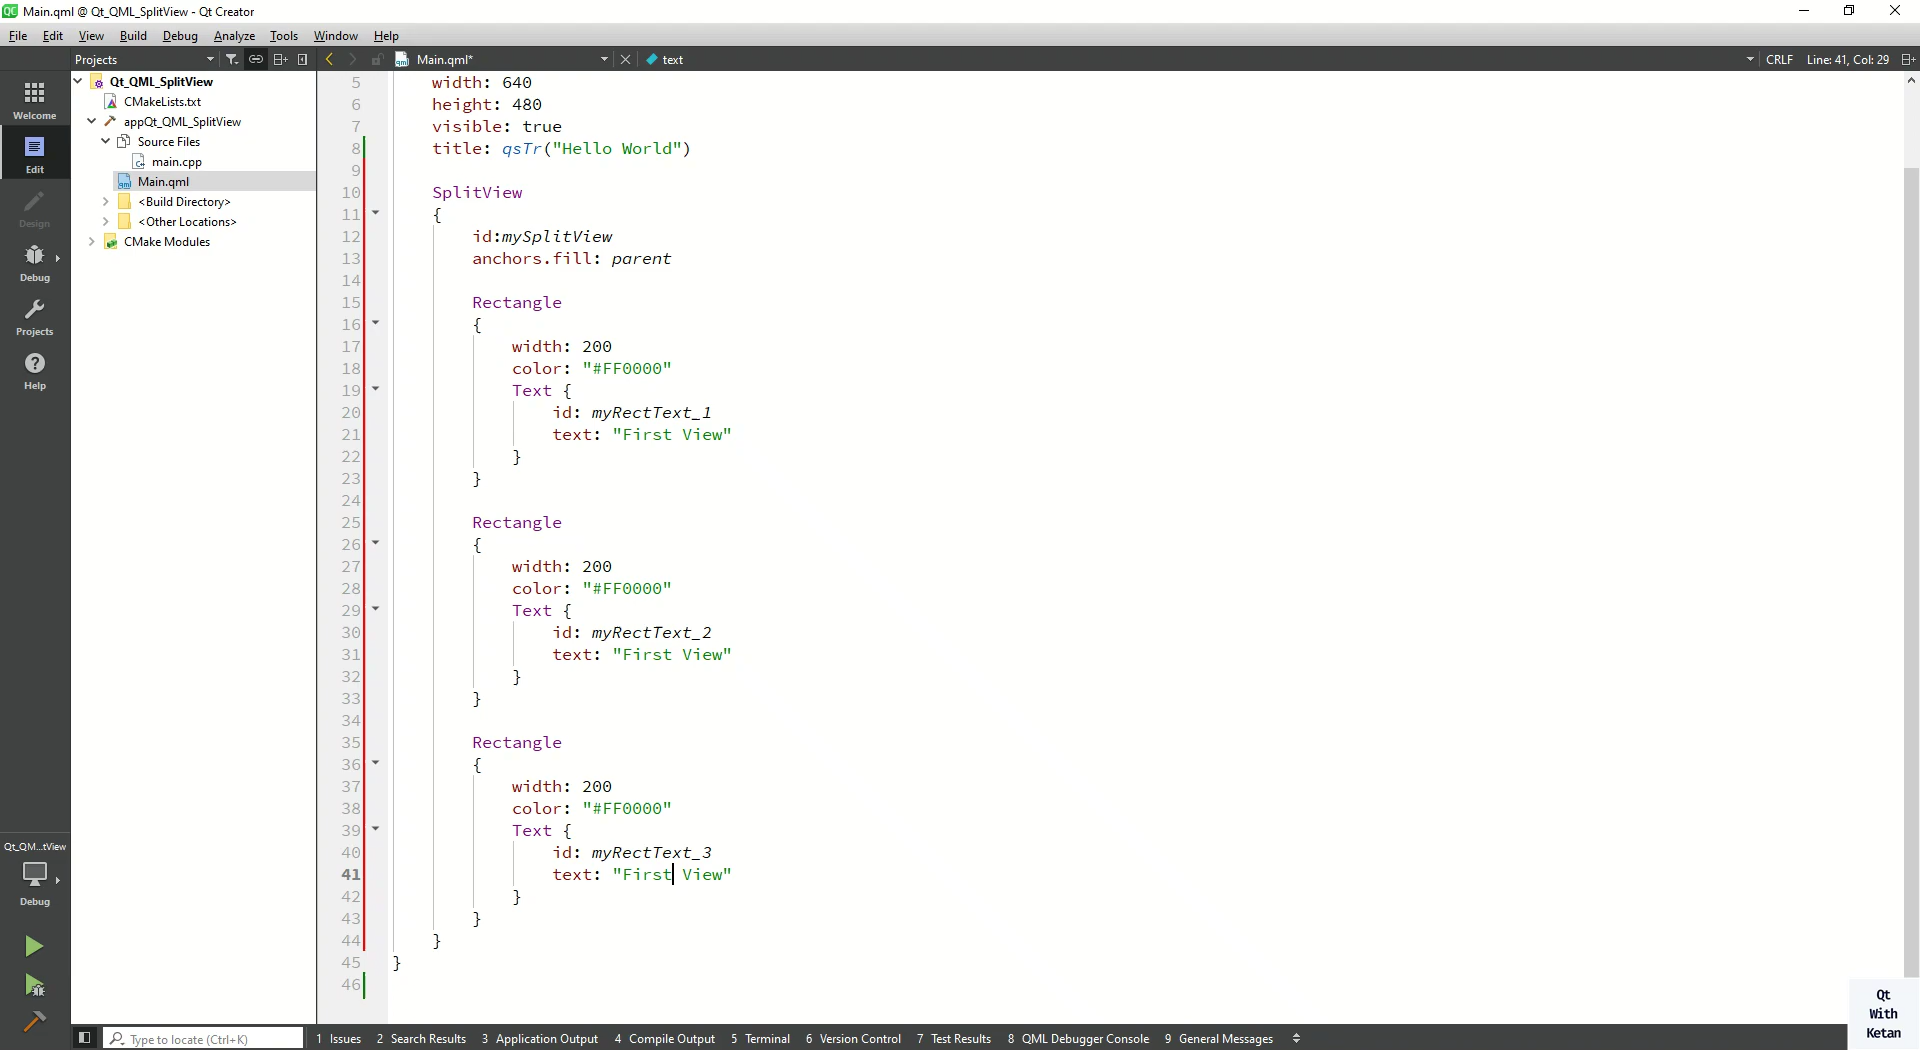 Main.qml @ Qt_QML_SplitView - Qt Creator
File Edit View Build Debug Analyze Tools Window Help
Projects Main.qml* text CRLF Line: 41, Col: 29
Welcome
Edit
Design
Debug
Projects
Help
Qt_QM...tView
Debug
Qt_QML_SplitView
CMakeLists.txt
appQt_QML_SplitView
Source Files
main.cpp
Main.qml
<Build Directory>
<Other Locations>
CMake Modules
5 width: 640
6 height: 480
7 visible: true
8 title: qsTr("Hello World")
9
10 SplitView
11 {
12 id:mySplitView
13 anchors.fill: parent
14
15 Rectangle
16 {
17 width: 200
18 color: "#FF0000"
19 Text {
20 id: myRectText_1
21 text: "First View"
22 }
23 }
24
25 Rectangle
26 {
27 width: 200
28 color: "#FF0000"
29 Text {
30 id: myRectText_2
31 text: "First View"
32 }
33 }
34
35 Rectangle
36 {
37 width: 200
38 color: "#FF0000"
39 Text {
40 id: myRectText_3
41 text: "First View"
42 }
43 }
44 }
45 }
46
Qt
With
Ketan
Type to locate (Ctrl+K) 1 Issues 2 Search Results 3 Application Output 4 Compile Output 5 Terminal 6 Version Control 7 Test Results 8 QML Debugger Console 9 General Messages